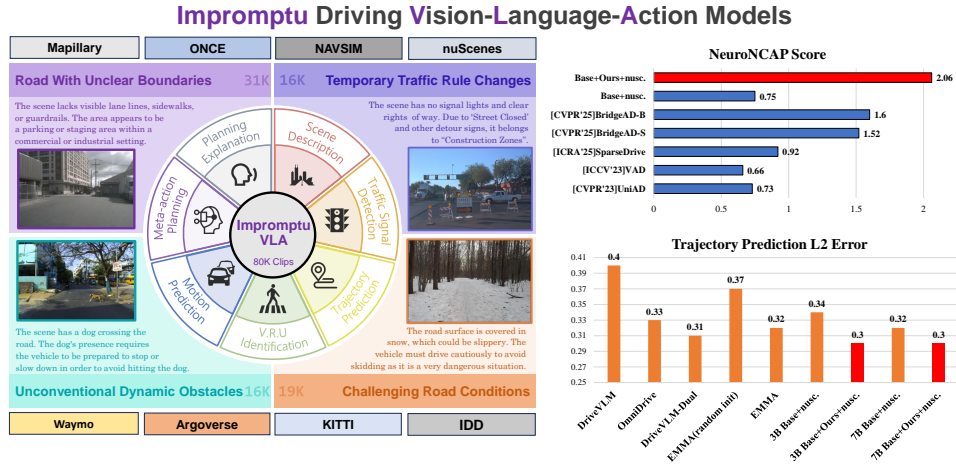 Impromptu Driving Vision-Language-Action Models
Mapillary
ONCE
NAVSIM
nuScenes
Road With Unclear Boundaries 31K
16K Temporary Traffic Rule Changes
The scene lacks visible lane lines, sidewalks,
or guardrails. The area appears to be
a parking or staging area within a
commercial or industrial setting.
The scene has no signal lights and clear
rights of way. Due to 'Street Closed'
and other detour signs, it belongs
to "Construction Zones".
Planning
Explanation
Scene
Description
Meta-action
Planning
Traffic Signal
Detection
Impromptu
VLA
80K Clips
Motion
Prediction
Trajectory
Prediction
V.R.U
Identification
The scene has a dog crossing the
road. The dog's presence requires
the vehicle to be prepared to stop or
slow down in order to avoid hitting the dog.
The road surface is covered in
snow, which could be slippery. The
vehicle must drive cautiously to avoid
skidding as it is a very dangerous situation.
Unconventional Dynamic Obstacles 16K
19K Challenging Road Conditions
Waymo
Argoverse
KITTI
IDD
NeuroNCAP Score
Base+Ours+nusc. 2.06
Base+nusc. 0.75
[CVPR'25]BridgeAD-B 1.6
[CVPR'25]BridgeAD-S 1.52
[ICRA'25]SparseDrive 0.92
[ICCV'23]VAD 0.66
[CVPR'23]UniAD 0.73
0 0.5 1 1.5 2
Trajectory Prediction L2 Error
0.41
0.39
0.37
0.35
0.33
0.31
0.29
0.27
0.25
0.4
0.33
0.31
0.37
0.32
0.34
0.3
0.32
0.3
DriveVLM
OmniDrive
DriveVLM-Dual
EMMA(random init)
EMMA
3B Base+nusc.
3B Base+Ours+nusc.
7B Base+nusc.
7B Base+Ours+nusc.